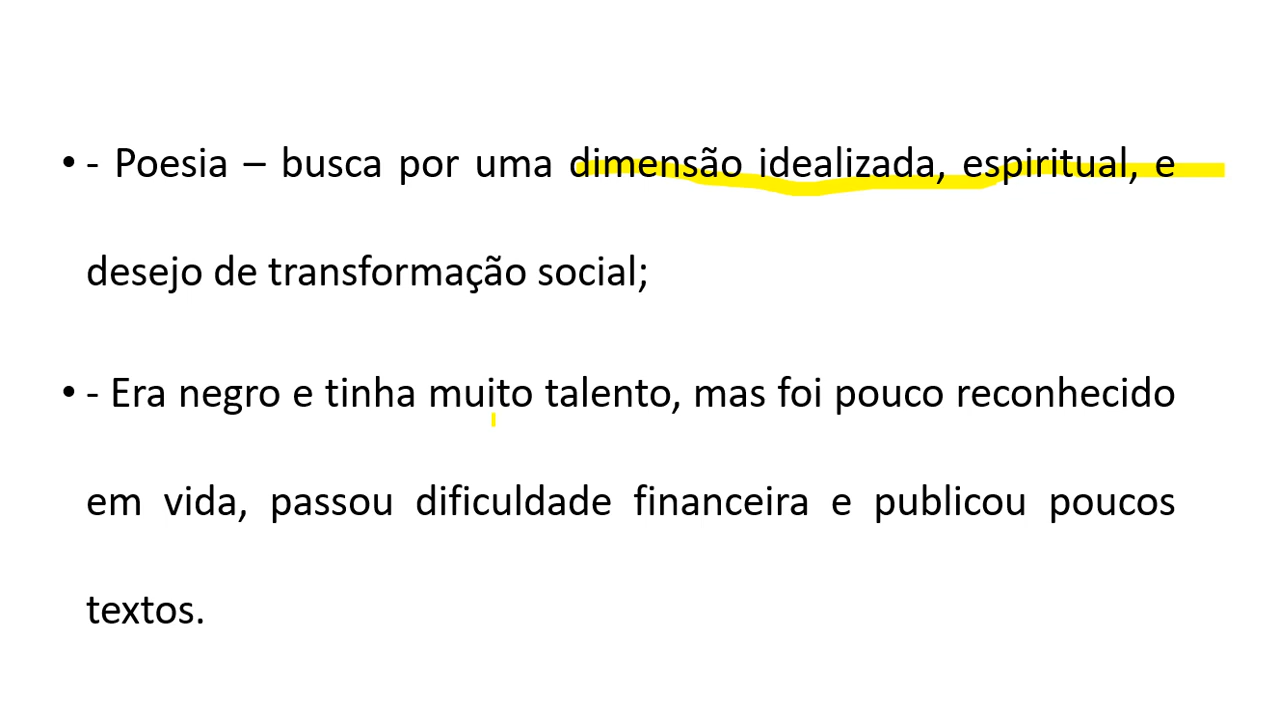 • - Poesia – busca por uma dimensão idealizada, espiritual, e
desejo de transformação social;
• - Era negro e tinha muito talento, mas foi pouco reconhecido
em vida, passou dificuldade financeira e publicou poucos
textos.